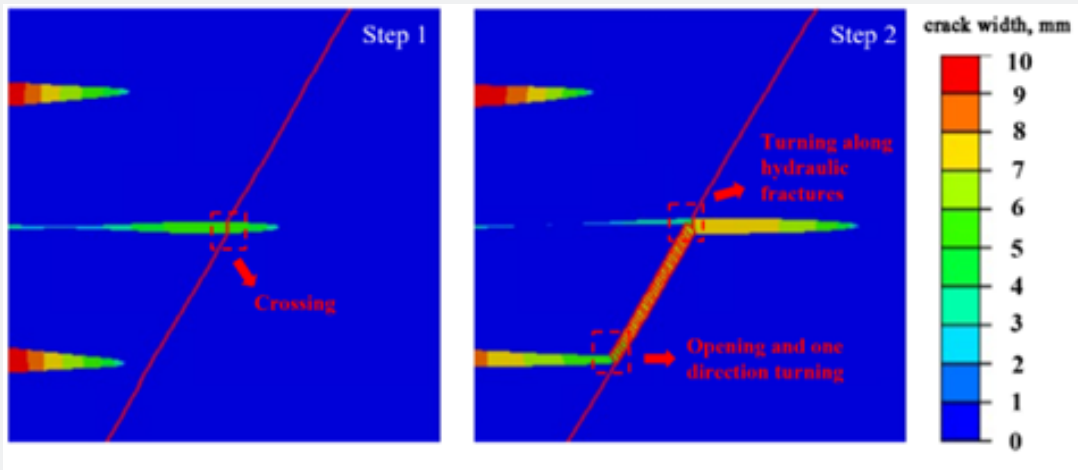 Step 1
Crossing
Step 2
Turning along
hydraulic
fractures
Opening and one
direction turning
crack width, mm
10
9
8
7
6
5
4
3
2
1
0